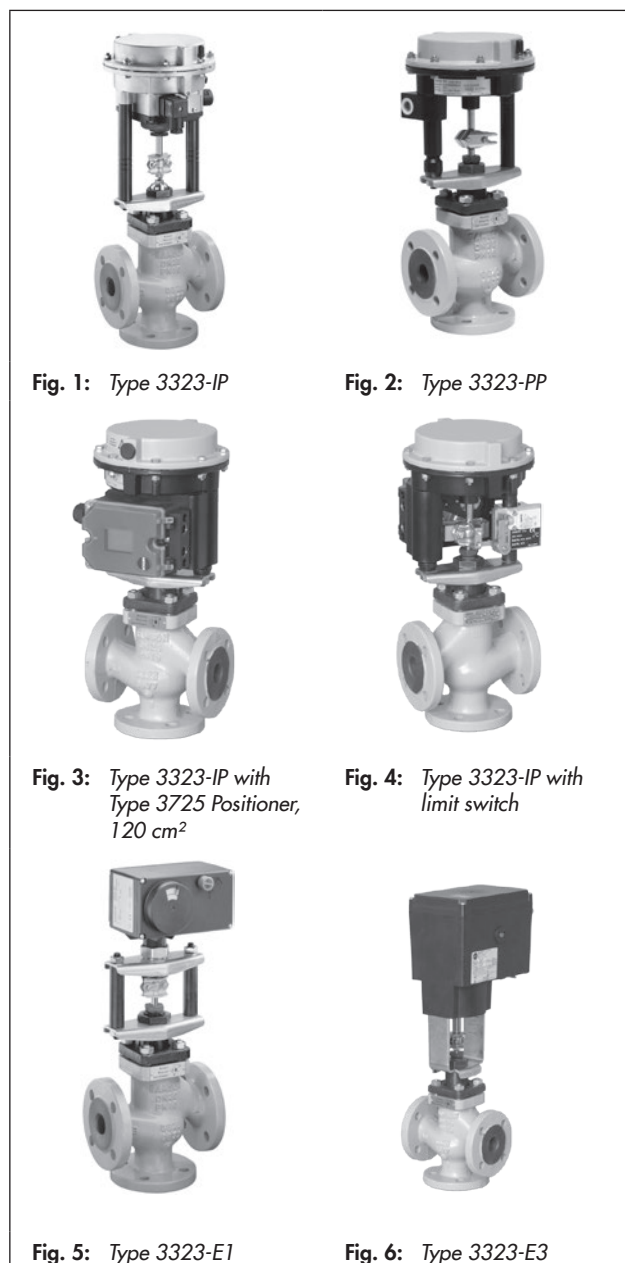 Fig. 1: Type 3323-IP
Fig. 2: Type 3323-PP
Fig. 3: Type 3323-IP with
Type 3725 Positioner,
120 cm²
Fig. 4: Type 3323-IP with
limit switch
Fig. 5: Type 3323-E1
Fig. 6: Type 3323-E3